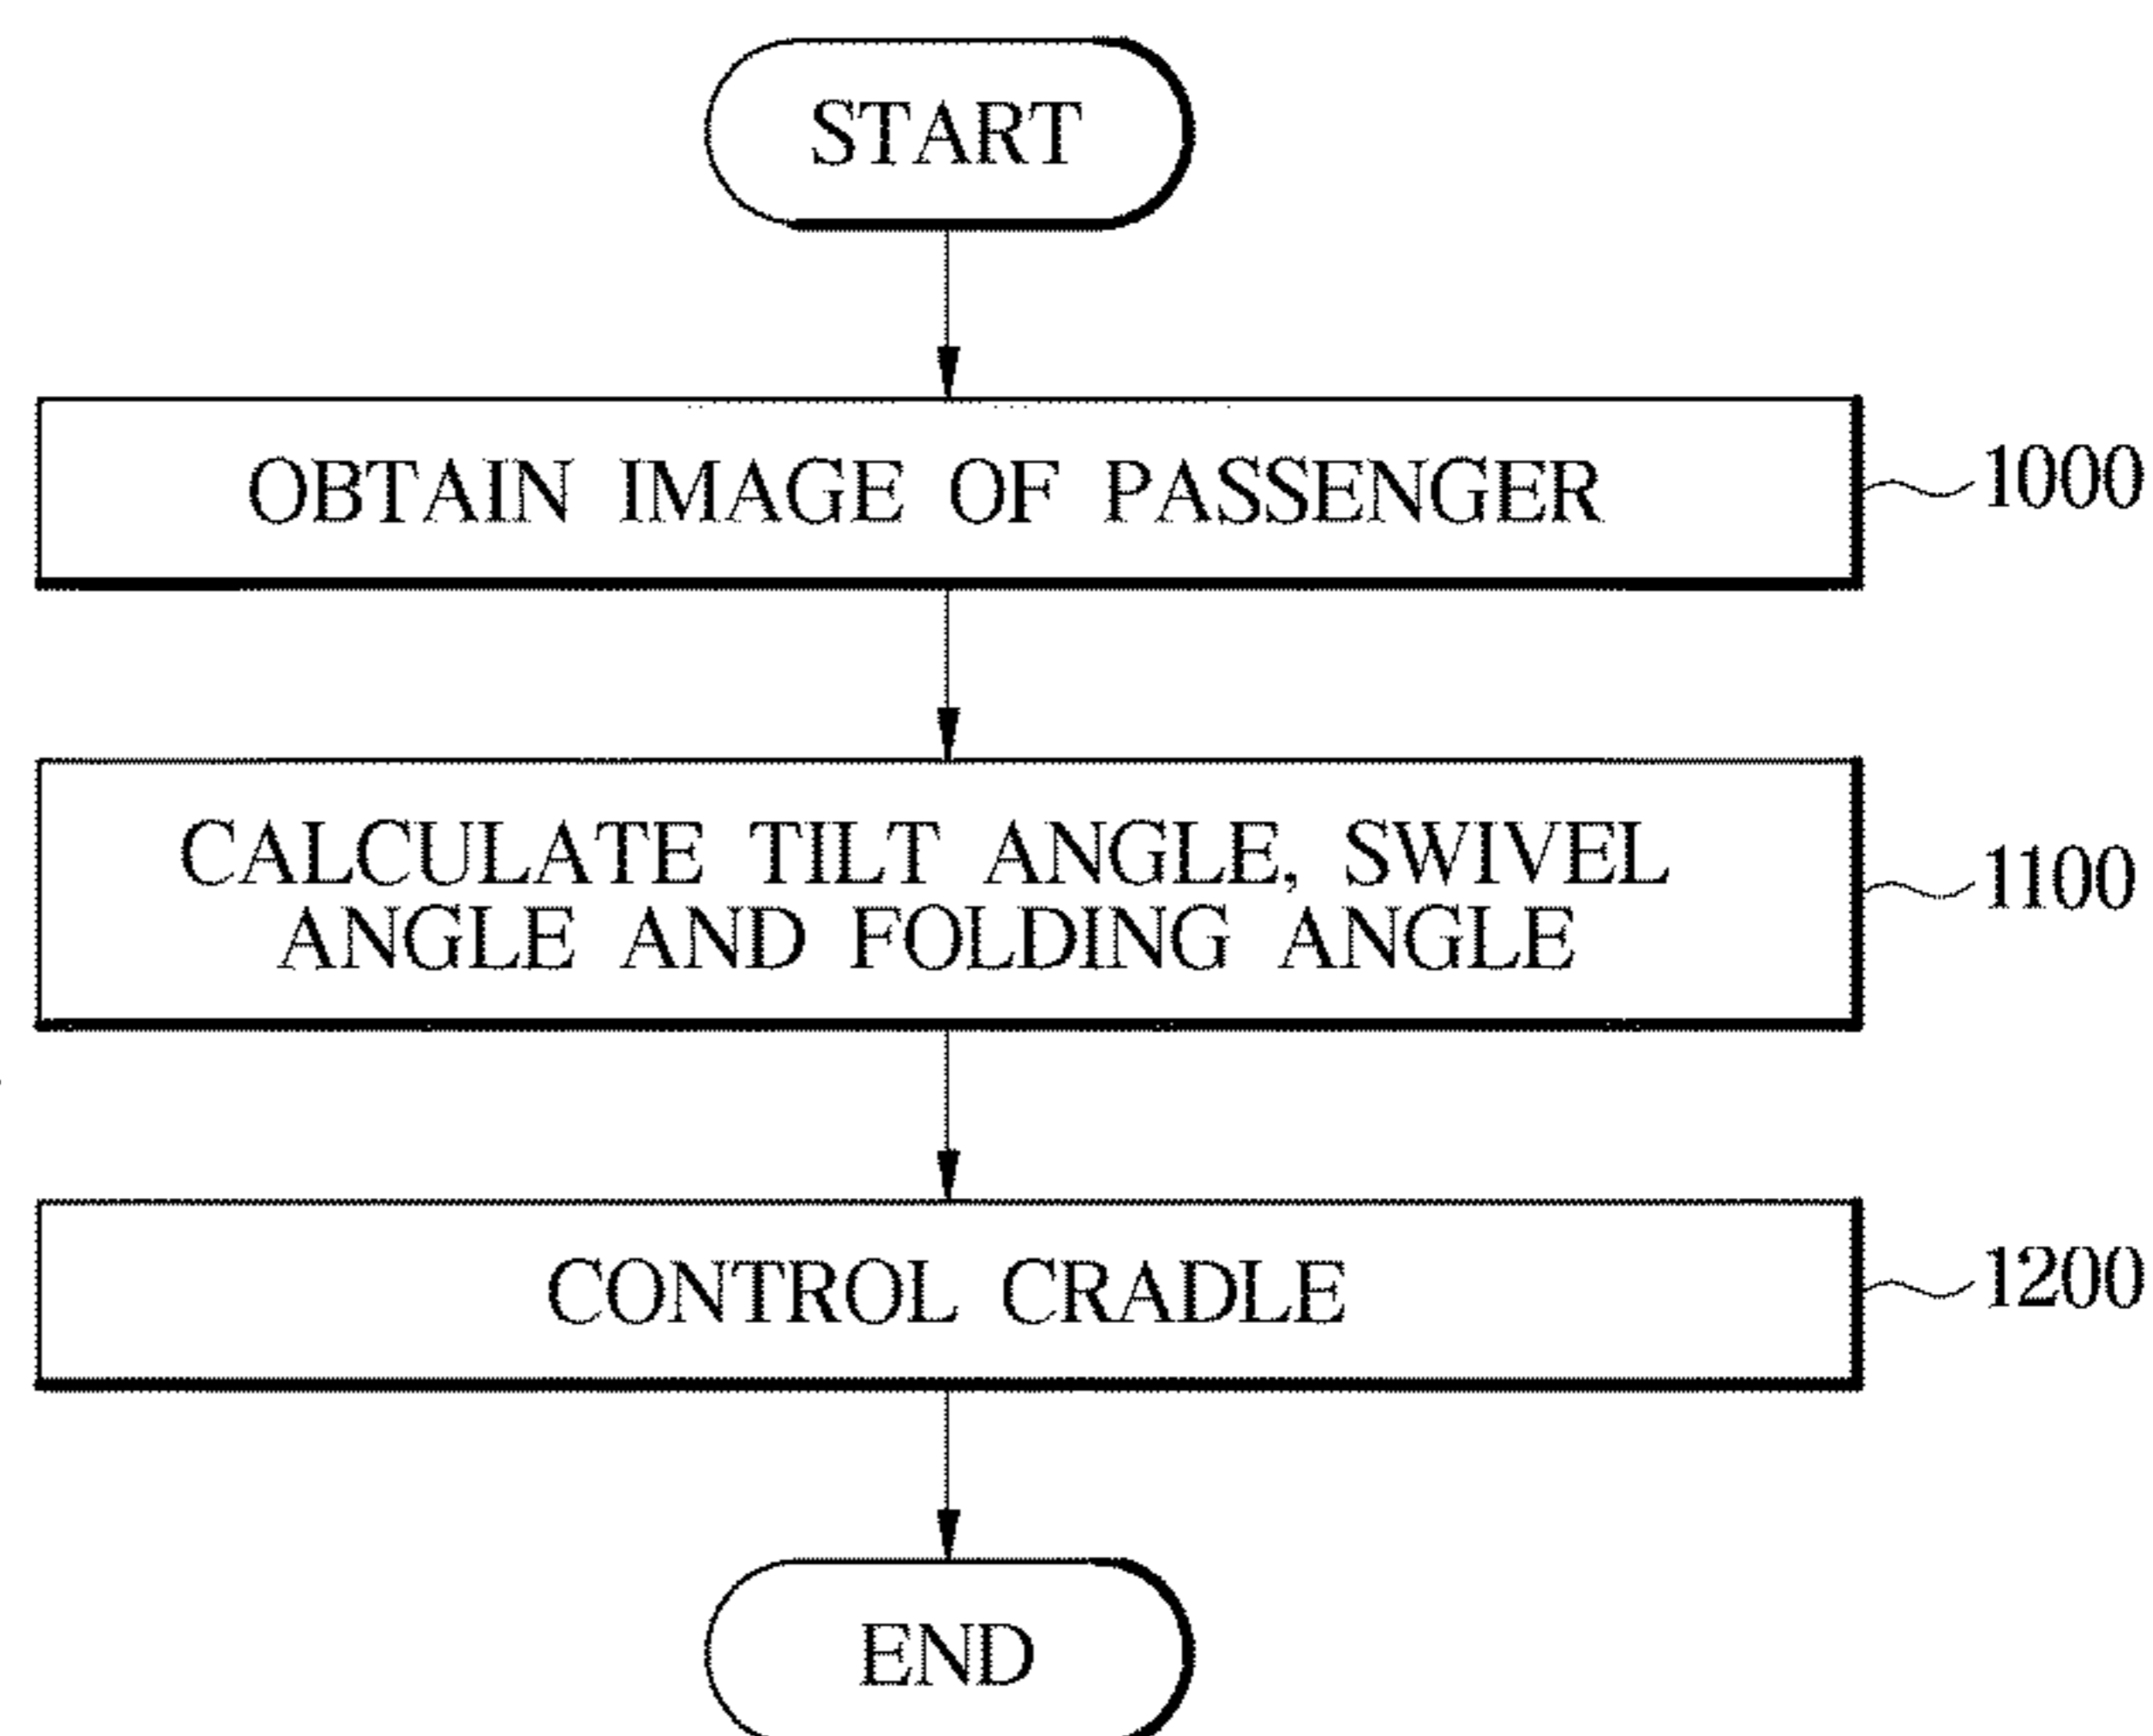 START
OBTAIN IMAGE OF PASSENGER
1000
CALCULATE TILT ANGLE, SWIVEL
ANGLE AND FOLDING ANGLE
1100
CONTROL CRADLE
1200
END